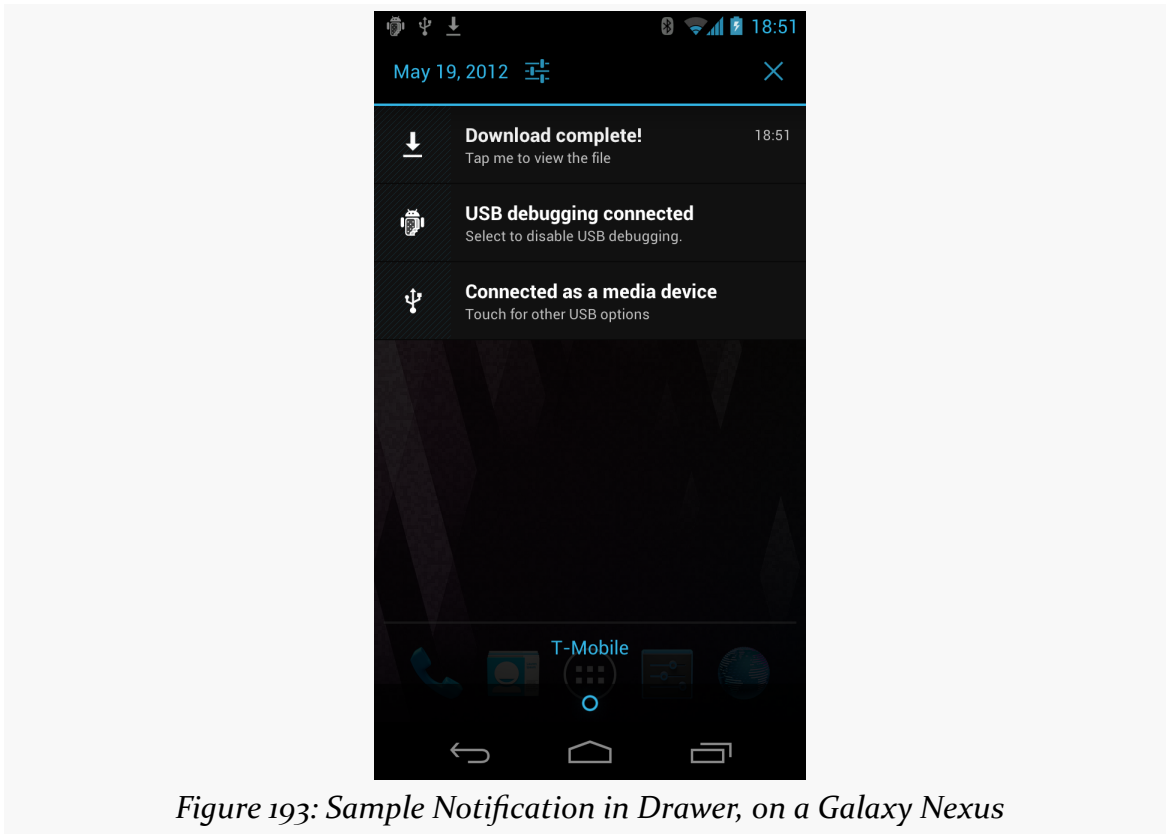 18:51
May 19, 2012
Download complete! 18:51
Tap me to view the file
USB debugging connected
Select to disable USB debugging.
Connected as a media device
Touch for other USB options
T-Mobile
Figure 193: Sample Notification in Drawer, on a Galaxy Nexus